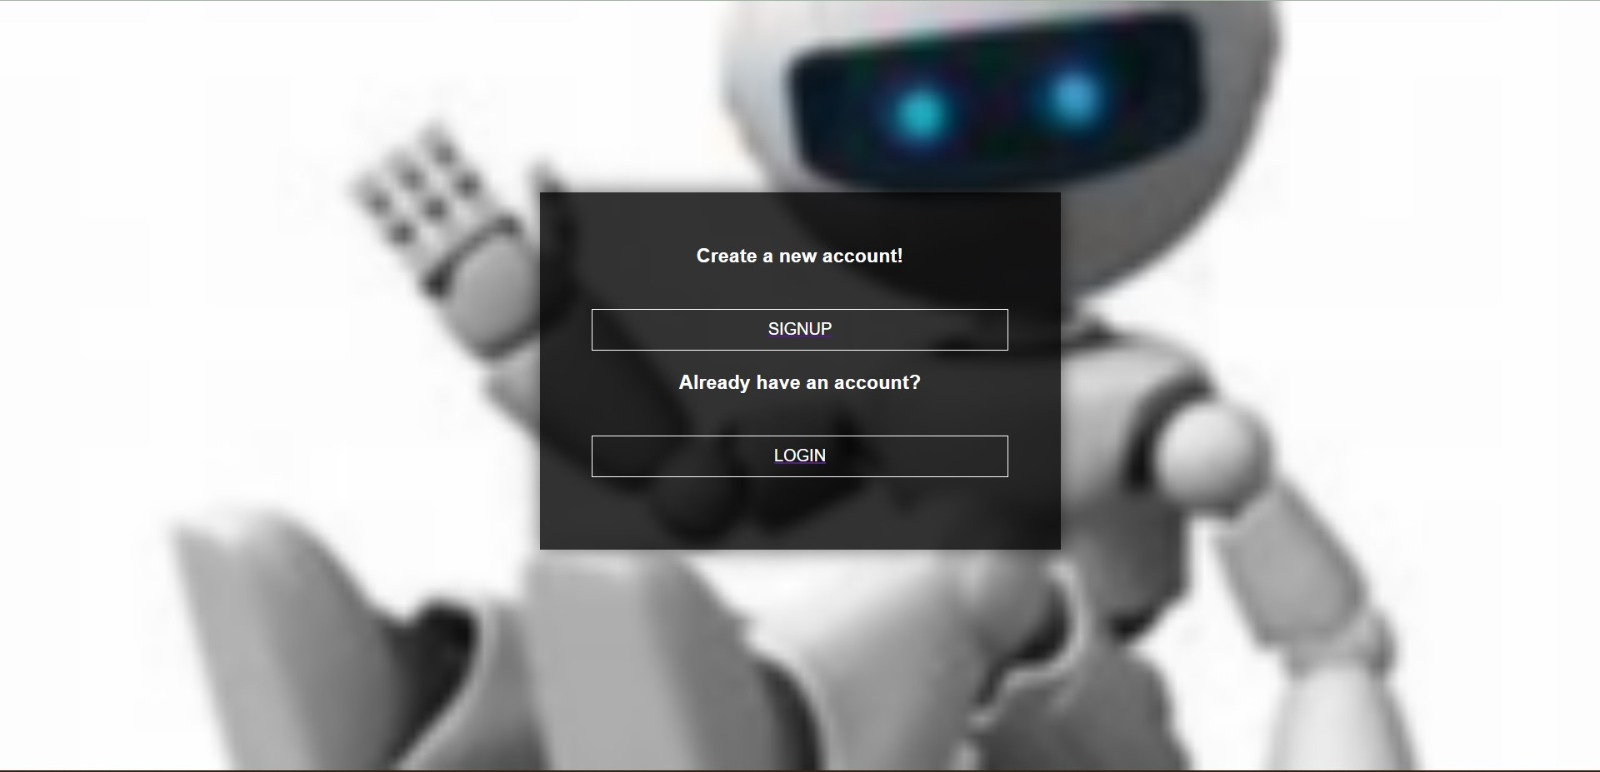 Create a new account!
SIGNUP
Already have an account?
LOGIN